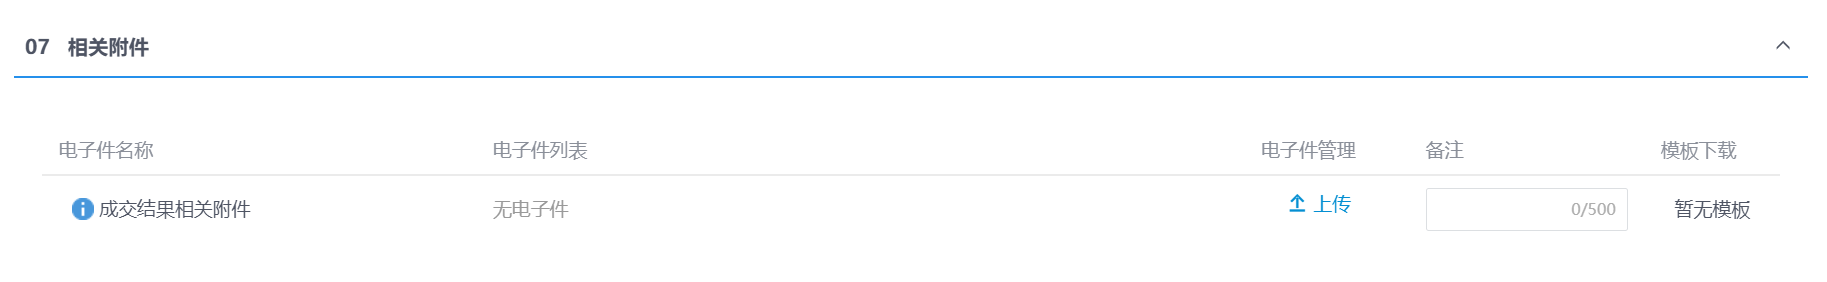 07 相关附件
电子件名称 电子件列表 电子件管理 备注 模板下载
成交结果相关附件 无电子件 上传 0/500 暂无模板